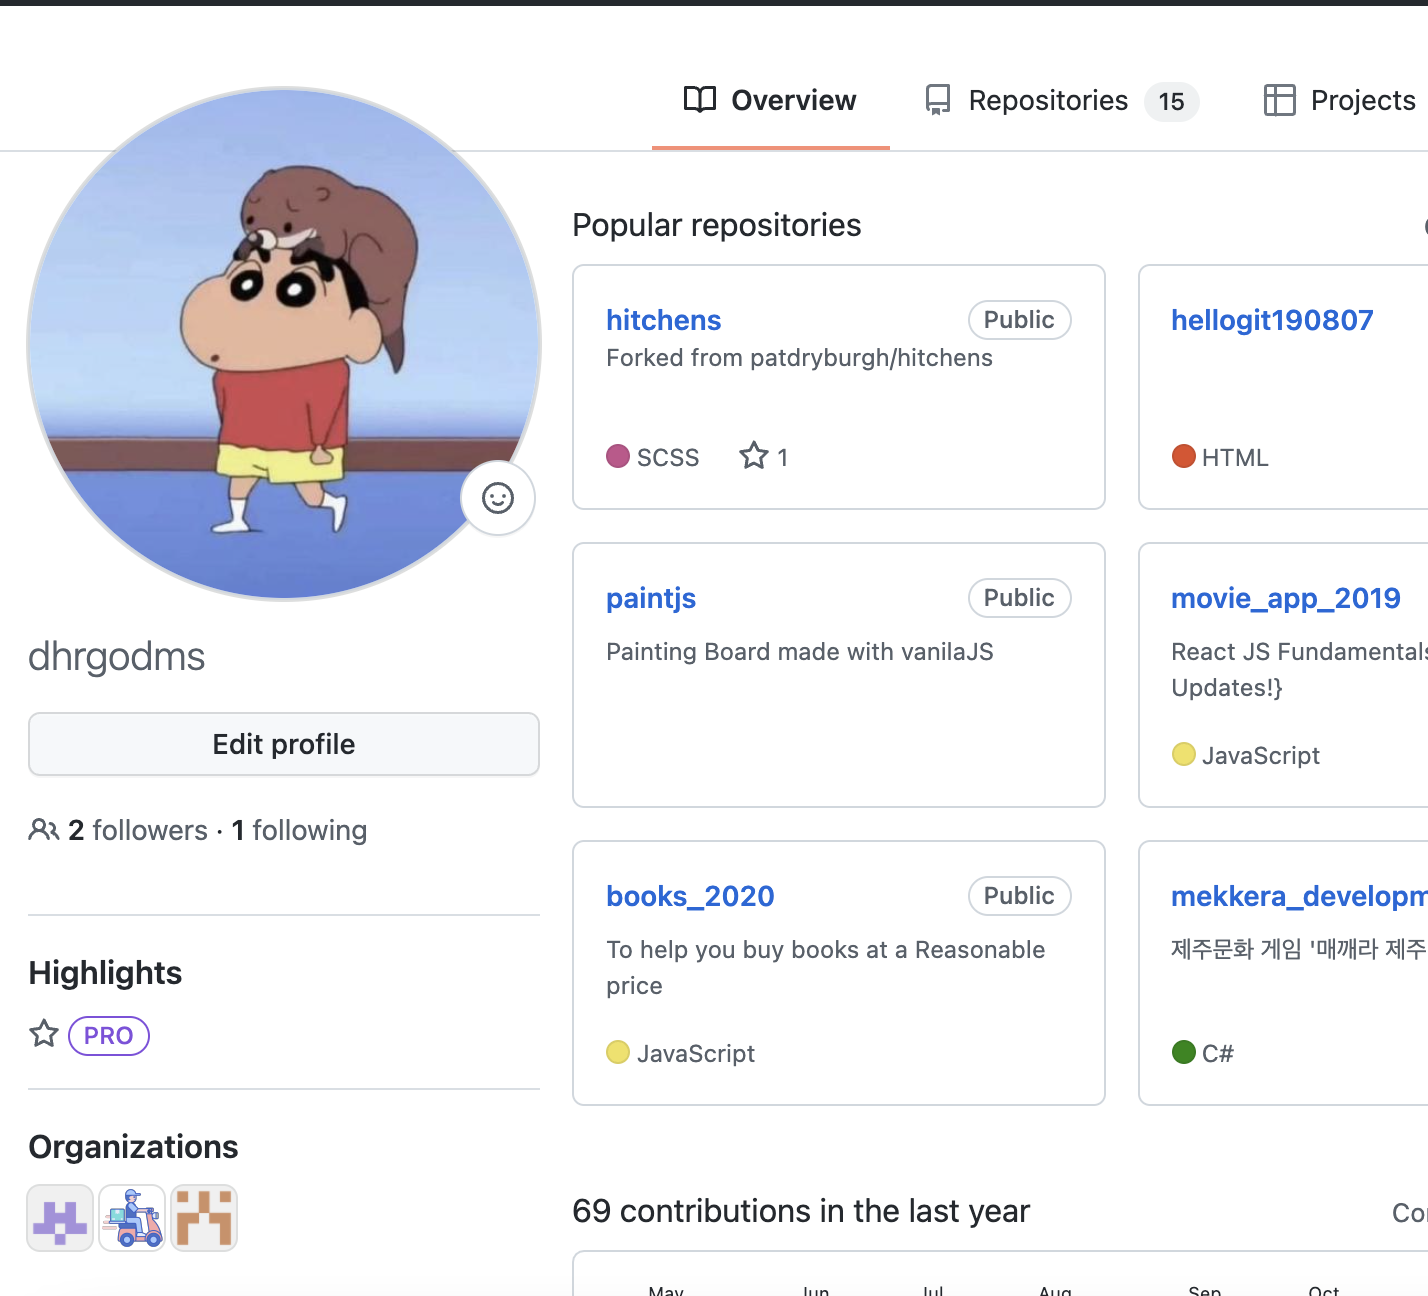 Overview
Repositories 15
Projects
Popular repositories
hitchens Public
Forked from patdryburgh/hitchens
SCSS 1
hellogit190807
HTML
paintjs Public
Painting Board made with vanilaJS
movie_app_2019
React JS Fundamentals
Updates!}
JavaScript
books_2020 Public
To help you buy books at a Reasonable
price
JavaScript
mekkera_developm
제주문화 게임 '매깨라 제주
C#
dhrgodms
Edit profile
2 followers · 1 following
Highlights
PRO
Organizations
69 contributions in the last year
May Jun Jul Aug Sep Oct